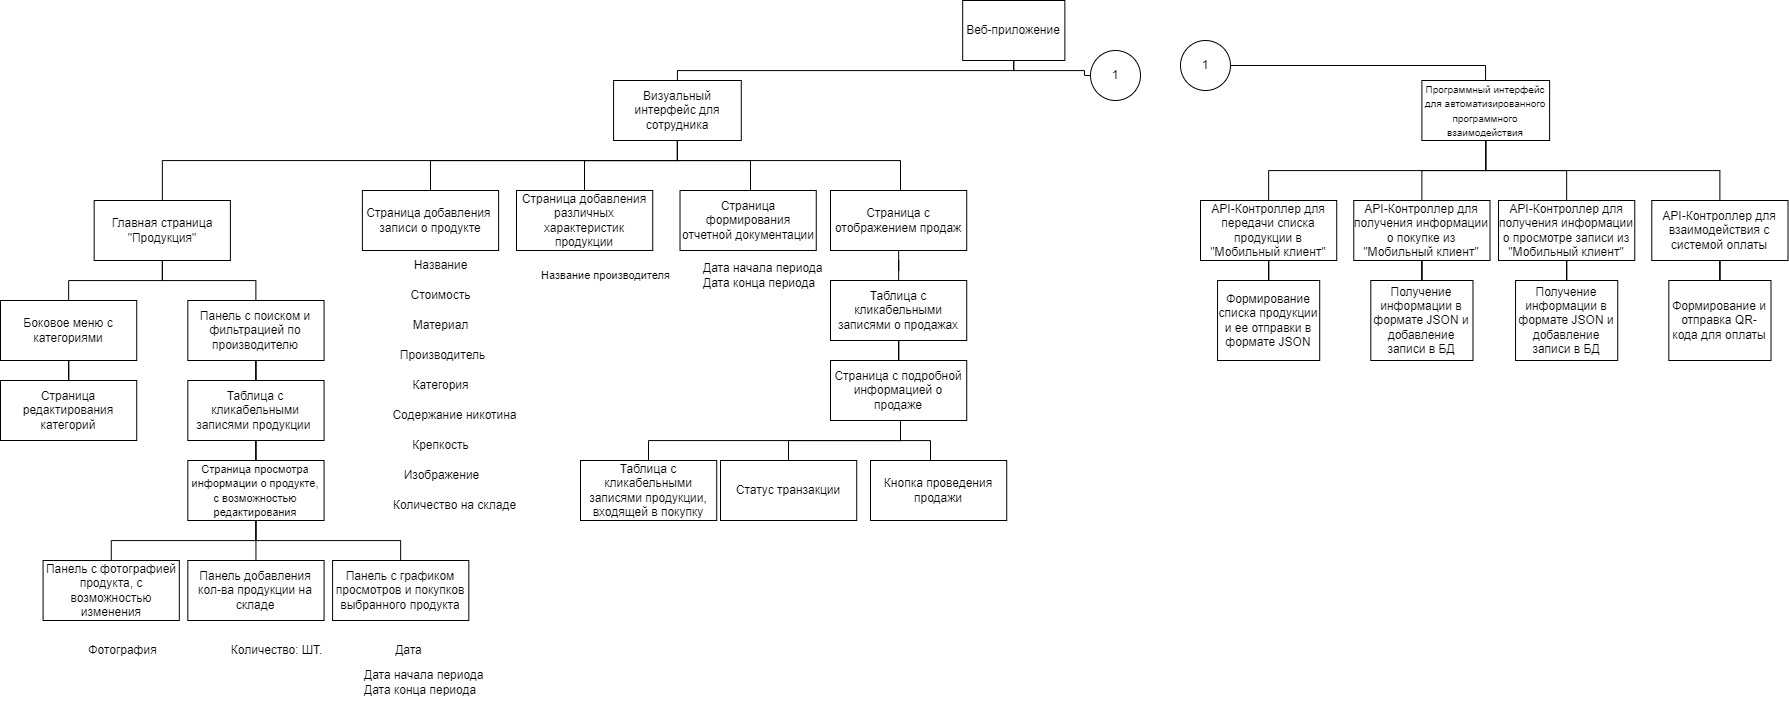 Веб-приложение
1
1
Визуальный
интерфейс для
сотрудника
Программный интерфейс
для автоматизированного
программного
взаимодействия
Главная страница
"Продукция"
Страница добавления
записи о продукте
Страница добавления
различных
характеристик
продукции
Страница
формирования
отчетной документации
Страница с
отображением продаж
API-Контроллер для
передачи списка
продукции в
"Мобильный клиент"
API-Контроллер для
получения информации
о покупке из
"Мобильный клиент"
API-Контроллер для
получения информации
о просмотре записи из
"Мобильный клиент"
API-Контроллер для
взаимодействия с
системой оплаты
Название
Стоимость
Материал
Производитель
Категория
Содержание никотина
Крепкость
Изображение
Количество на складе
Название производителя
Дата начала периода
Дата конца периода
Таблица с
кликабельными
записями о продажах
Страница с подробной
информацией о
продаже
Таблица с
кликабельными
записями продукции,
входящей в покупку
Статус транзакции
Кнопка проведения
продажи
Формирование
списка продукции
и ее отправки в
формате JSON
Получение
информации в
формате JSON и
добавление
записи в БД
Получение
информации в
формате JSON и
добавление
записи в БД
Формирование и
отправка QR-
кода для оплаты
Боковое меню с
категориями
Панель с поиском и
фильтрацией по
производителю
Страница
редактирования
категорий
Таблица с
кликабельными
записями продукции
Страница просмотра
информации о продукте,
с возможностью
редактирования
Панель с фотографией
продукта, с
возможностью
изменения
Панель добавления
кол-ва продукции на
складе
Панель с графиком
просмотров и покупков
выбранного продукта
Фотография
Количество: ШТ.
Дата
Дата начала периода
Дата конца периода